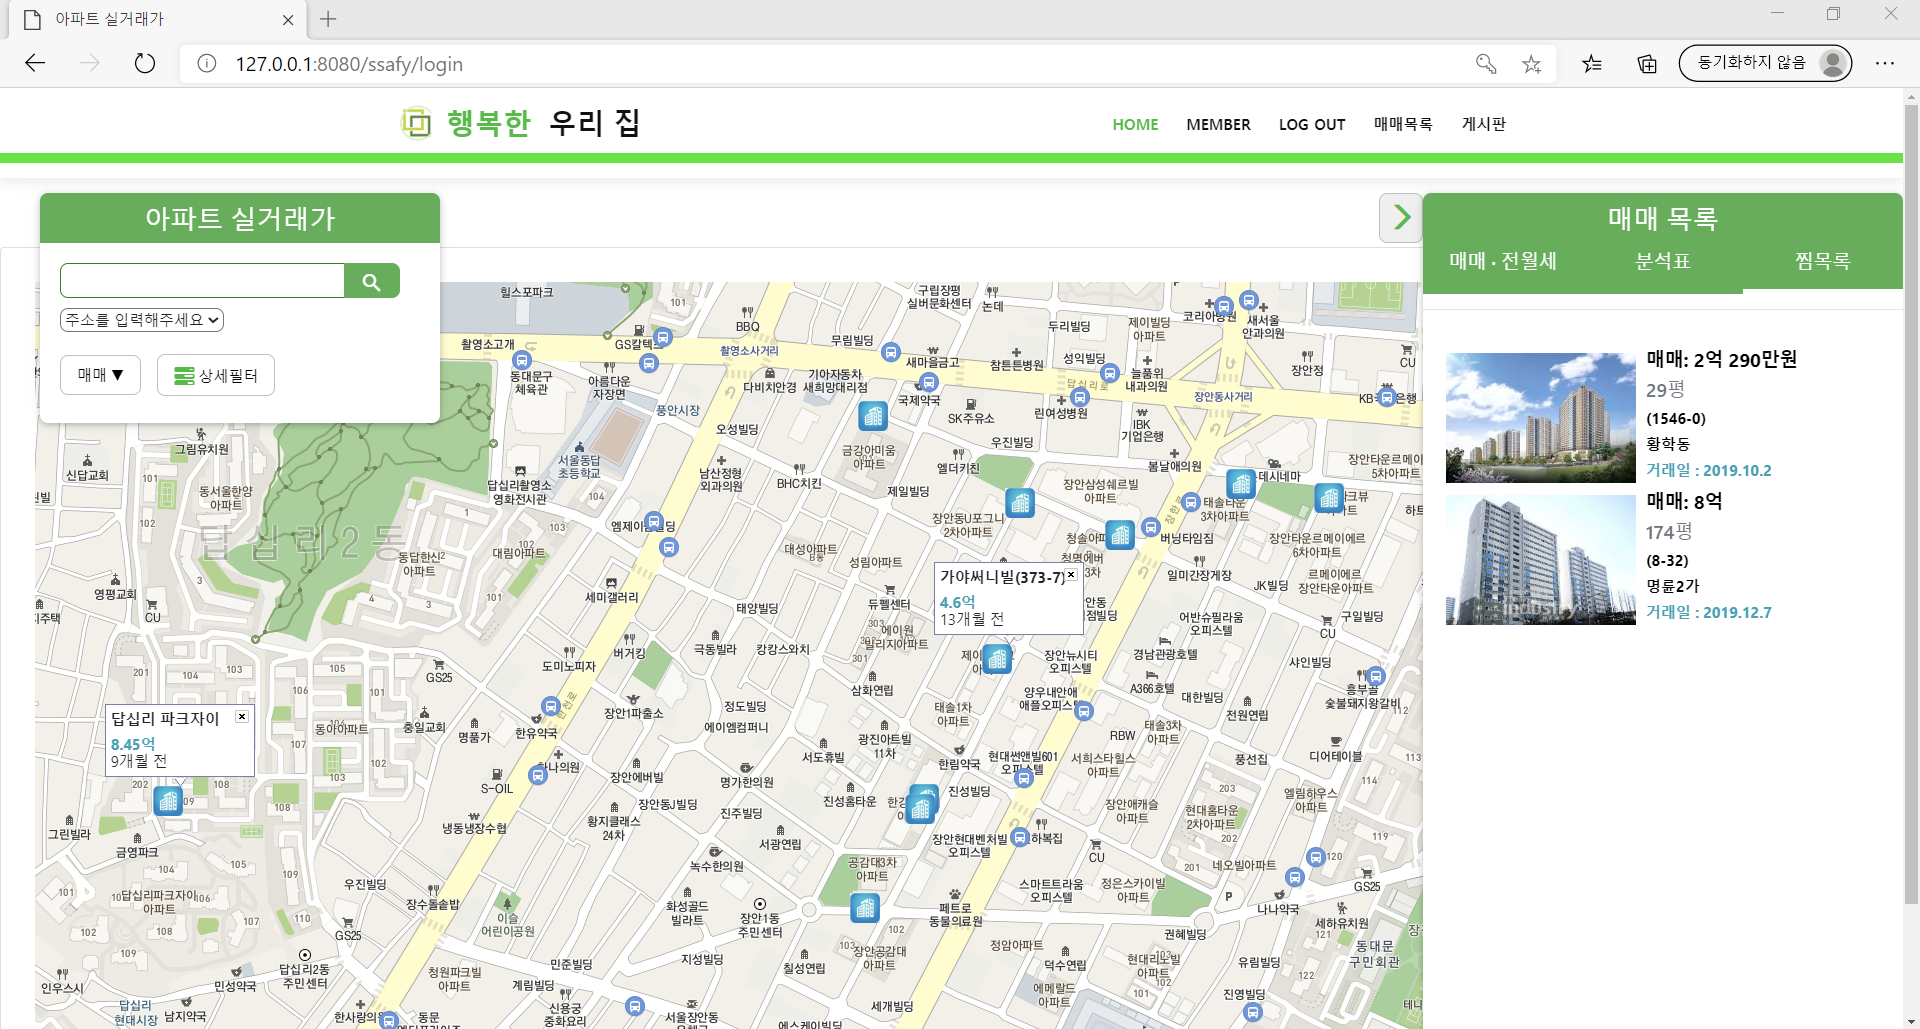 아파트 실거래가
127.0.0.1:8080/ssafy/login
동기화하지 않음
행복한 우리 집
HOME
MEMBER
LOG OUT
매매목록
게시판
아파트 실거래가
주소를 입력해주세요
매매 ▼
상세필터
매매 목록
매매 · 전월세
분석표
찜목록
매매: 2억 290만원
29평
(1546-0)
황학동
거래일 : 2019.10.2
매매: 8억
174평
(8-32)
명륜2가
거래일 : 2019.12.7
가야써니빌(373-7)
4.6억
13개월 전
답십리 파크자이
8.45억
9개월 전
힐스포파크
구립장평
실버문화센터
논데
BBQ
촬영소고개
GS칼텍
촬영소사거리
무림빌딩
두리빌딩
제이빌딩
아파트
새서울
안과의원
새마을금고
참튼튼병원
성익빌딩
장안정
CU
동대문구
체육관
아름다운
자장면
다비치안경
기아자동차
새희망대리점
국제약국
늘품위
내과의원
답십리로
장안동사거리
풍안시장
SK주유소
린여성병원
IBK
기업은행
오성빌딩
그림유치원
신답교회
서울동답
초등학교
남산정형
외과의원
금강아미움
아파트
우진빌딩
엘더키친
봄날애의원
BHC치킨
제일빌딩
장안삼성쉐르빌
아파트
장안타운르메이에르
5차아파트
답십리촬영소
영화전시관
동서울한양
아파트
답십리2동
장안동U포그니
2차아파트
태솔타운
3차아파트
동답한신2
아파트
대림아파트
대성아파트
성림아파트
버닝타임짐
장안타운르메이에르
6차아파트
일미간장게장
JK빌딩
르메이에르
장안타운아파트
영평교회
CU
세미갤러리
태양빌딩
듀펠센터
어반슈필라움
오피스텔
구일빌딩
CU
도미노피자
버거킹
극동빌라
캉캉스와치
에이원
빌리지아파트
장안뉴시티
오피스텔
경남관광호텔
샤인빌딩
GS25
삼화연립
A366호텔
대한빌딩
흥부골
숯불돼지왕갈비
동아아파트
충일교회
명품가
한유약국
장안1파출소
정도빌딩
에이엠컴퍼니
태솔1차
아파트
양우내안애
애플오피스텔
전원연립
광진아트빌
11차
RBW
태솔3차
아파트
서도휴빌
한림약국
현대썬앤빌601
오피스텔
서희스타힐스
아파트
풍선집
디어테이블
S-OIL
장안에버빌
명가한의원
그린빌라
금영파크
냉동냉장수협
장안동J빌딩
황지클래스
24차
진주빌딩
진성홈타운
진성빌딩
장안애캐슬
아파트
현대홈타운
2차아파트
엘림하우스
아파트
서광연립
장안현대벤처빌
오피스텔
CU
녹수한의원
공감대3차
아파트
네오빌아파트
GS25
답십리파크자이
아파트
우진빌딩
장수돌솥밥
이슬
어린이공원
화성골드
빌라트
장안1동
주민센터
페트로
동물의료원
스마트트라움
오피스텔
정은스카이빌
아파트
나나약국
세하유치원
GS25
답십리2동
주민센터
권혜빌딩
동대문
구민회관
인우스시
민성약국
청원파크빌
아파트
민준빌딩
지성빌딩
칠성연립
장안공감대
아파트
정암아파트
덕수연립
유림빌딩
답십리
현대시장
남지약국
계림빌딩
신용궁
중화요리
세개빌딩
에메랄드
아파트
진영빌딩
서울장안동
에스케이빌딩